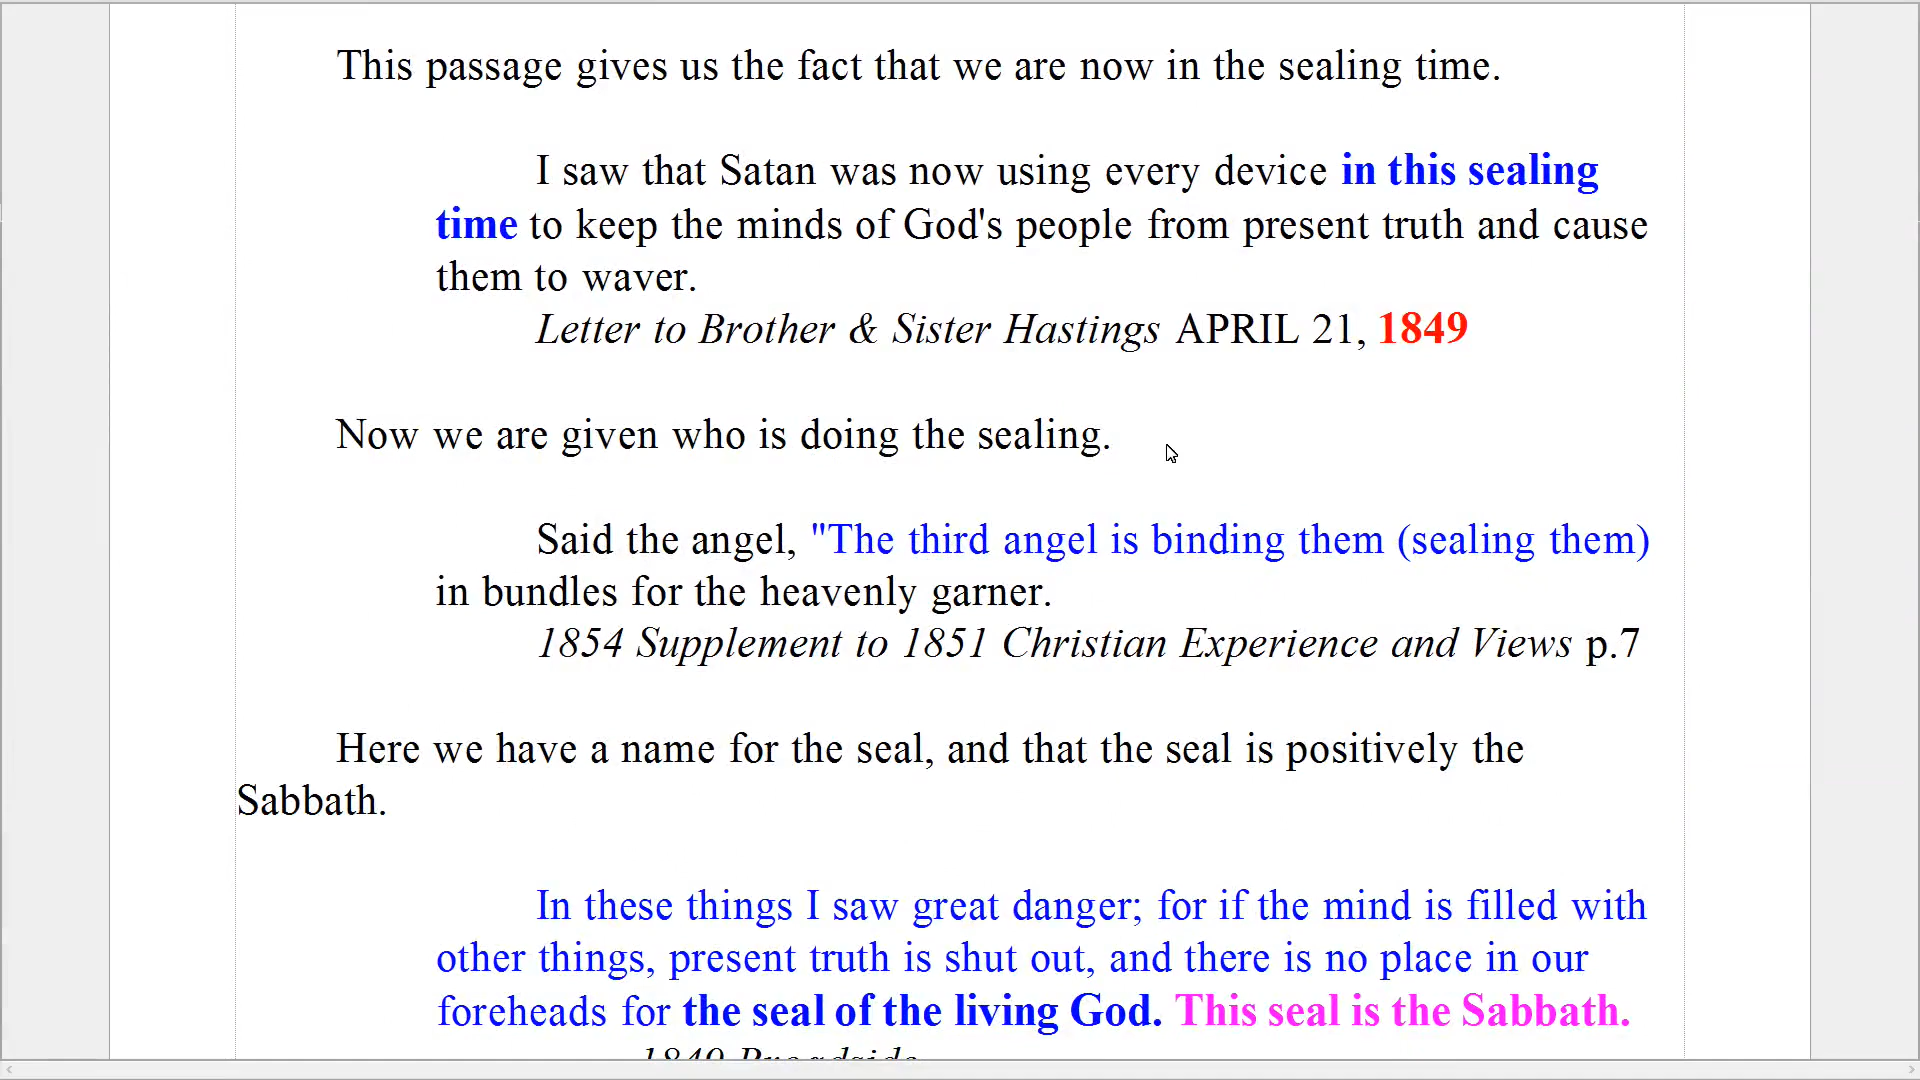 This passage gives us the fact that we are now in the sealing time.
I saw that Satan was now using every device in this sealing
time to keep the minds of God's people from present truth and cause
them to waver.
Letter to Brother & Sister Hastings APRIL 21, 1849
Now we are given who is doing the sealing.
Said the angel, "The third angel is binding them (sealing them)
in bundles for the heavenly garner.
1854 Supplement to 1851 Christian Experience and Views p.7
Here we have a name for the seal, and that the seal is positively the
Sabbath.
In these things I saw great danger; for if the mind is filled with
other things, present truth is shut out, and there is no place in our
foreheads for the seal of the living God. This seal is the Sabbath.
1849 Broadside